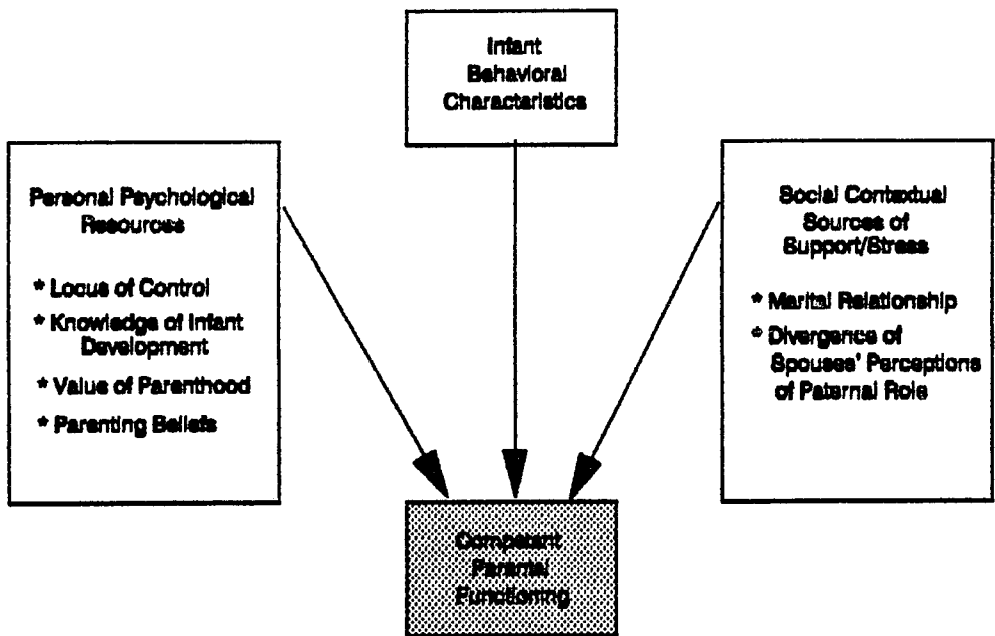 Infant
Behavioral
Characteristics
Personal Psychological
Resources
* Locus of Control
* Knowledge of Infant
Development
* Value of Parenthood
* Parenting Beliefs
Social Contextual
Sources of
Support/Stress
* Marital Relationship
* Divergence of
Spouses' Perceptions
of Paternal Role
Competent
Parental
Functioning